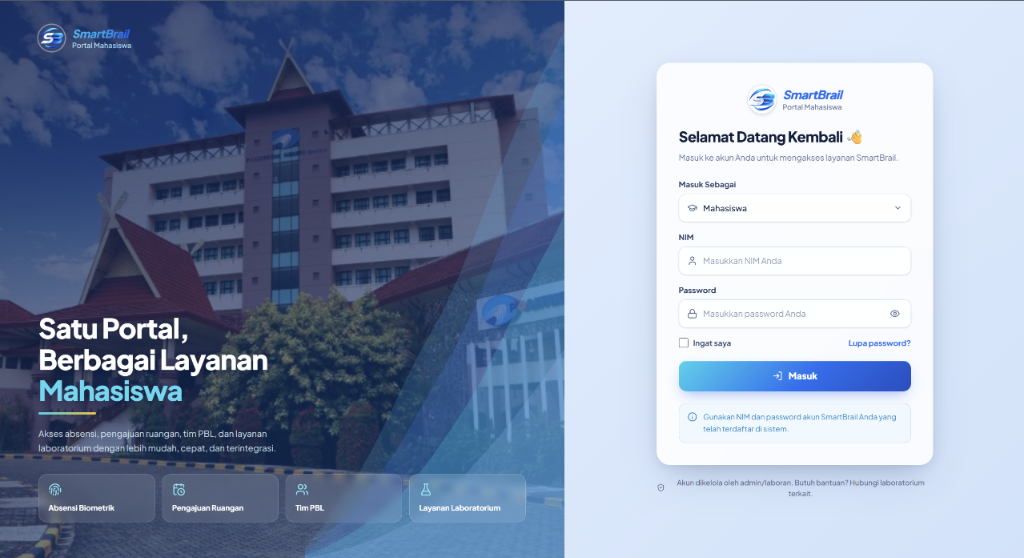 SmartBrail
Portal Mahasiswa
Satu Portal,
Berbagai Layanan
Mahasiswa
Akses absensi, pengajuan ruangan, tim PBL, dan layanan
laboratorium dengan lebih mudah, cepat, dan terintegrasi.
Absensi Biometrik
Pengajuan Ruangan
Tim PBL
Layanan Laboratorium
SmartBrail
Portal Mahasiswa
Selamat Datang Kembali 👋
Masuk ke akun Anda untuk mengakses layanan SmartBrail.
Masuk Sebagai
Mahasiswa
NIM
Masukkan NIM Anda
Password
Masukkan password Anda
Ingat saya
Lupa password?
Masuk
Gunakan NIM dan password akun SmartBrail Anda yang
telah terdaftar di sistem.
Akun dikelola oleh admin/laboran. Butuh bantuan? Hubungi laboratorium
terkait.